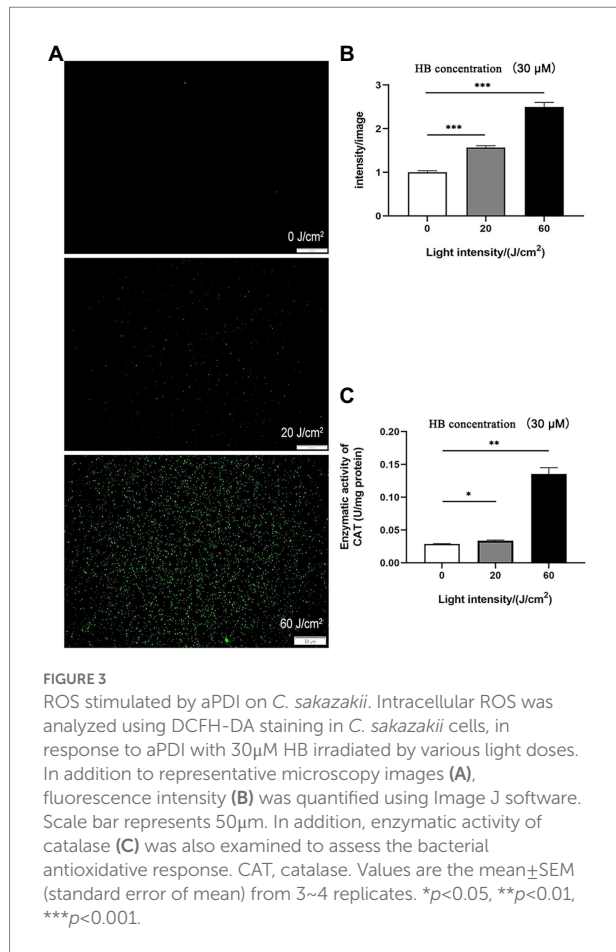 A
0 J/cm²
20 J/cm²
60 J/cm²
50 μm
B
HB concentration （30 μM）
***
***
intensity/image
3
2
1
0
0 20 60
Light intensity/(J/cm²)
C
HB concentration （30 μM）
**
*
Enzymatic activity of
CAT (U/mg protein)
0.20
0.15
0.10
0.05
0.00
0 20 60
Light intensity/(J/cm²)
FIGURE 3
ROS stimulated by aPDI on C. sakazakii. Intracellular ROS was
analyzed using DCFH-DA staining in C. sakazakii cells, in
response to aPDI with 30μM HB irradiated by various light doses.
In addition to representative microscopy images (A),
fluorescence intensity (B) was quantified using Image J software.
Scale bar represents 50μm. In addition, enzymatic activity of
catalase (C) was also examined to assess the bacterial
antioxidative response. CAT, catalase. Values are the mean±SEM
(standard error of mean) from 3~4 replicates. *p<0.05, **p<0.01,
***p<0.001.